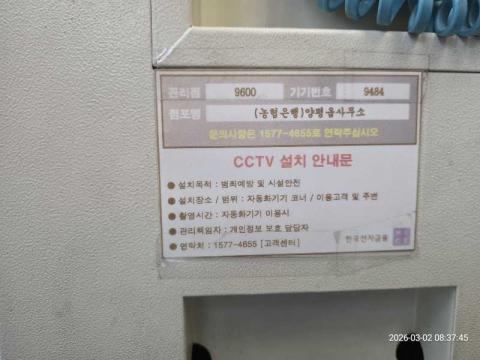 관리점 9600 기기번호 9484
점포명 (농협은행)양평읍사무소
문의사항은 1577-4655로 연락주십시오
CCTV 설치 안내문
● 설치목적 : 범죄예방 및 시설안전
● 설치장소 / 범위 : 자동화기기 코너 / 이용고객 및 주변
● 촬영시간 : 자동화기기 이용시
● 관리책임자 : 개인정보 보호 담당자
● 연락처 : 1577-4655 [고객센터]
한국전자금융
2026-03-02 08:37:45